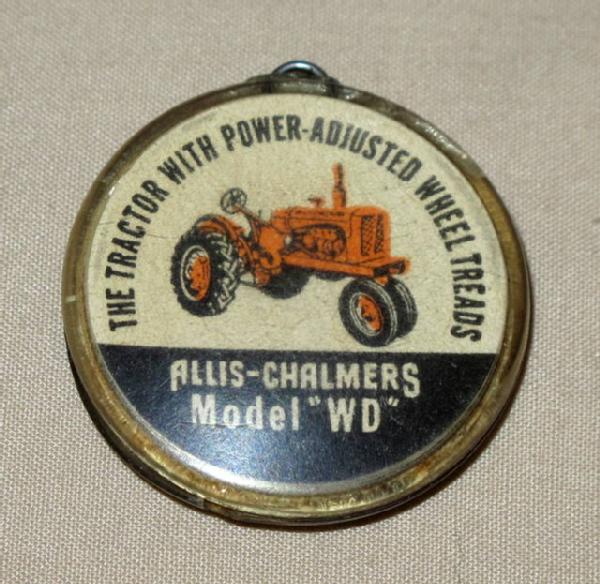 THE TRACTOR WITH POWER-ADJUSTED WHEEL TREADS
ALLIS-CHALMERS
Model "WD"